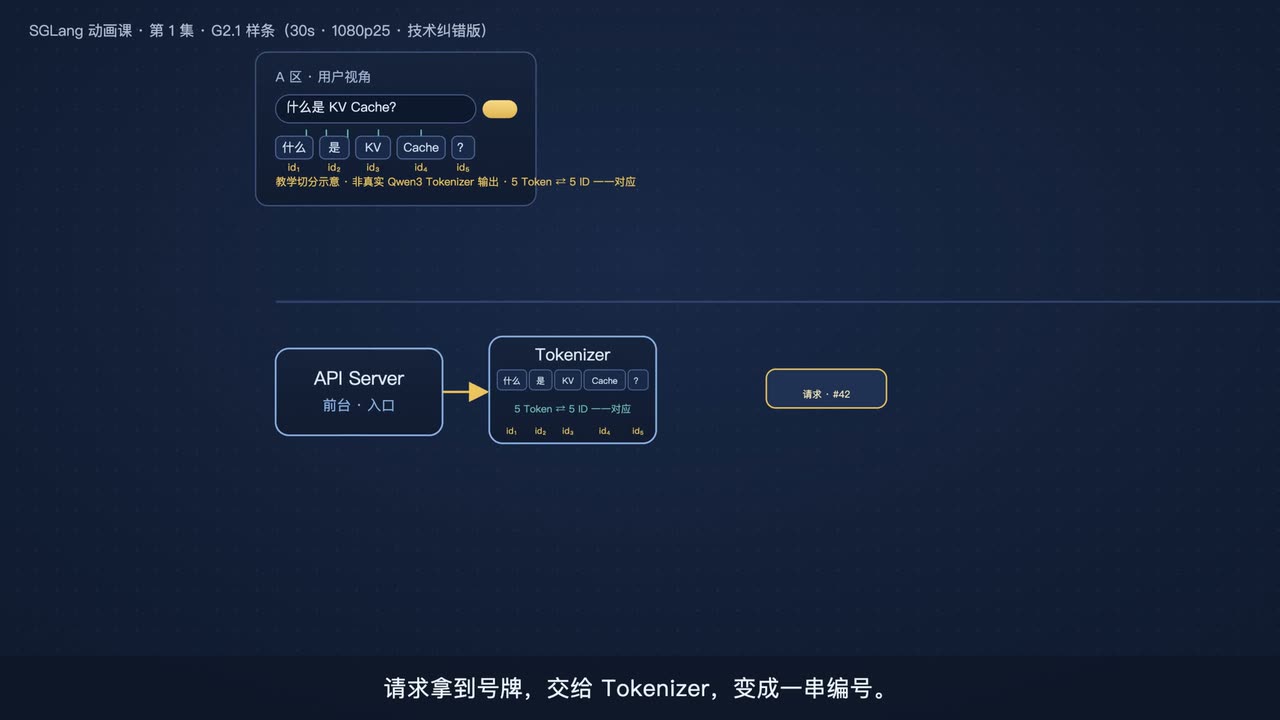 SGLang 动画课 · 第 1 集 · G2.1 样条（30s · 1080p25 · 技术纠错版）
A 区 · 用户视角
什么是 KV Cache?
什么 是 KV Cache ?
id₁ id₂ id₃ id₄ id₅
教学切分示意 · 非真实 Qwen3 Tokenizer 输出 · 5 Token ⇄ 5 ID 一一对应
API Server
前台 · 入口
Tokenizer
什么 是 KV Cache ?
5 Token ⇄ 5 ID 一一对应
id₁ id₂ id₃ id₄ id₅
请求 · #42
请求拿到号牌，交给 Tokenizer，变成一串编号。